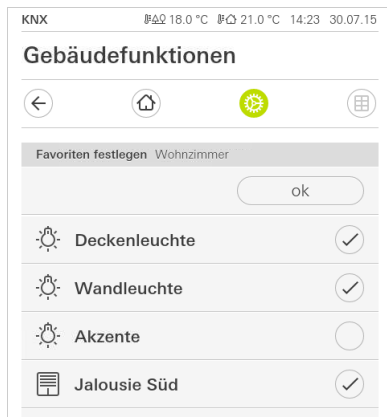 KNX 18.0 °C 21.0 °C 14:23 30.07.15
Gebäudefunktionen
Favoriten festlegen Wohnzimmer
ok
Deckenleuchte
Wandleuchte
Akzente
Jalousie Süd